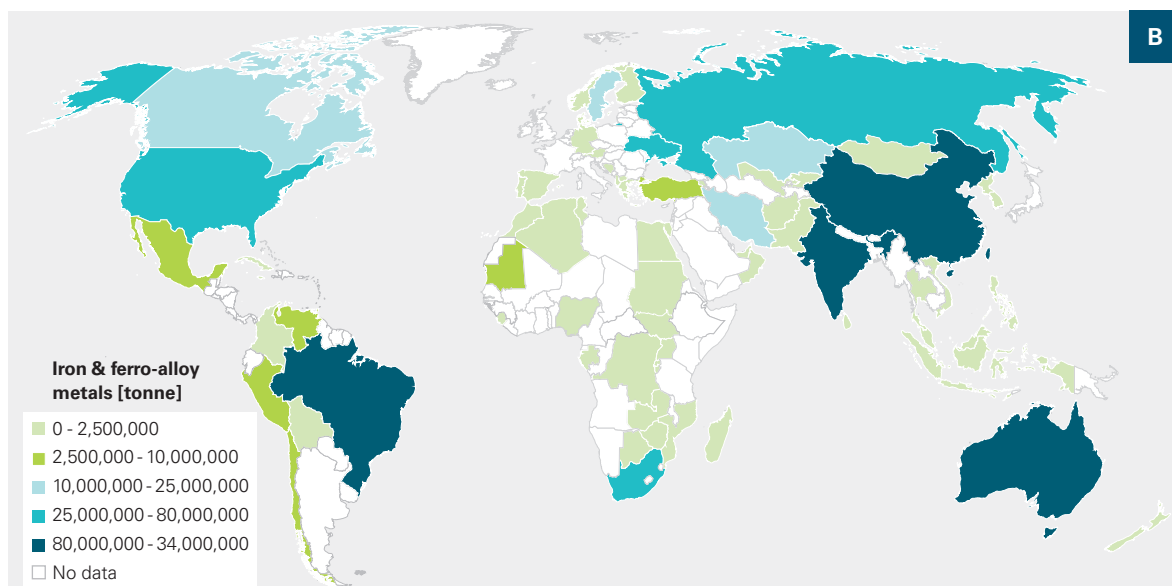 B
Iron & ferro-alloy
metals [tonne]
0 - 2,500,000
2,500,000 - 10,000,000
10,000,000 - 25,000,000
25,000,000 - 80,000,000
80,000,000 - 34,000,000
No data